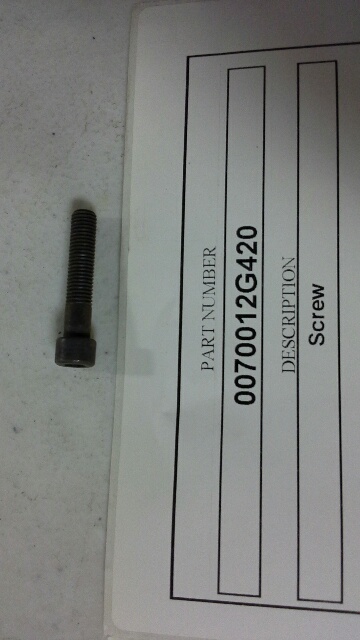 PART NUMBER
0070012G420
DESCRIPTION
Screw